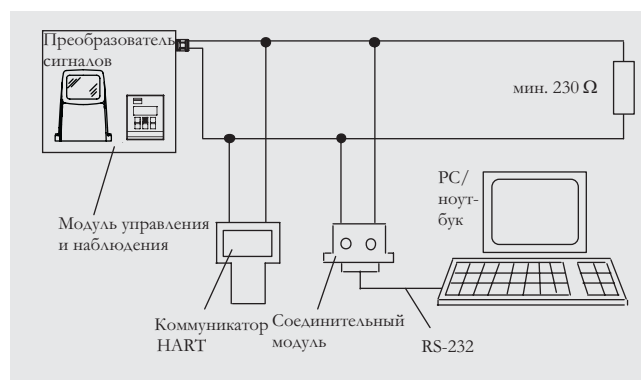 Преобразователь
сигналов
мин. 230 Ω
PC/
ноут-
бук
Модуль управления
и наблюдения
Коммуникатор
HART
Соединительный
модуль
RS-232